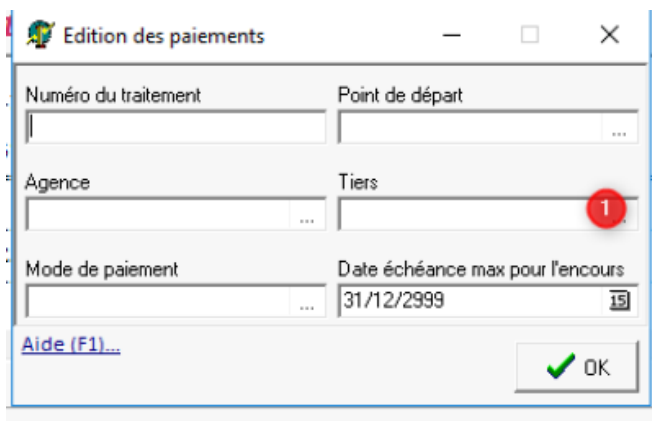 Edition des paiements
Numéro du traitement Point de départ
...
Agence Tiers
... 1
Mode de paiement Date échéance max pour l'encours
... 31/12/2999 15
Aide (F1)...
OK